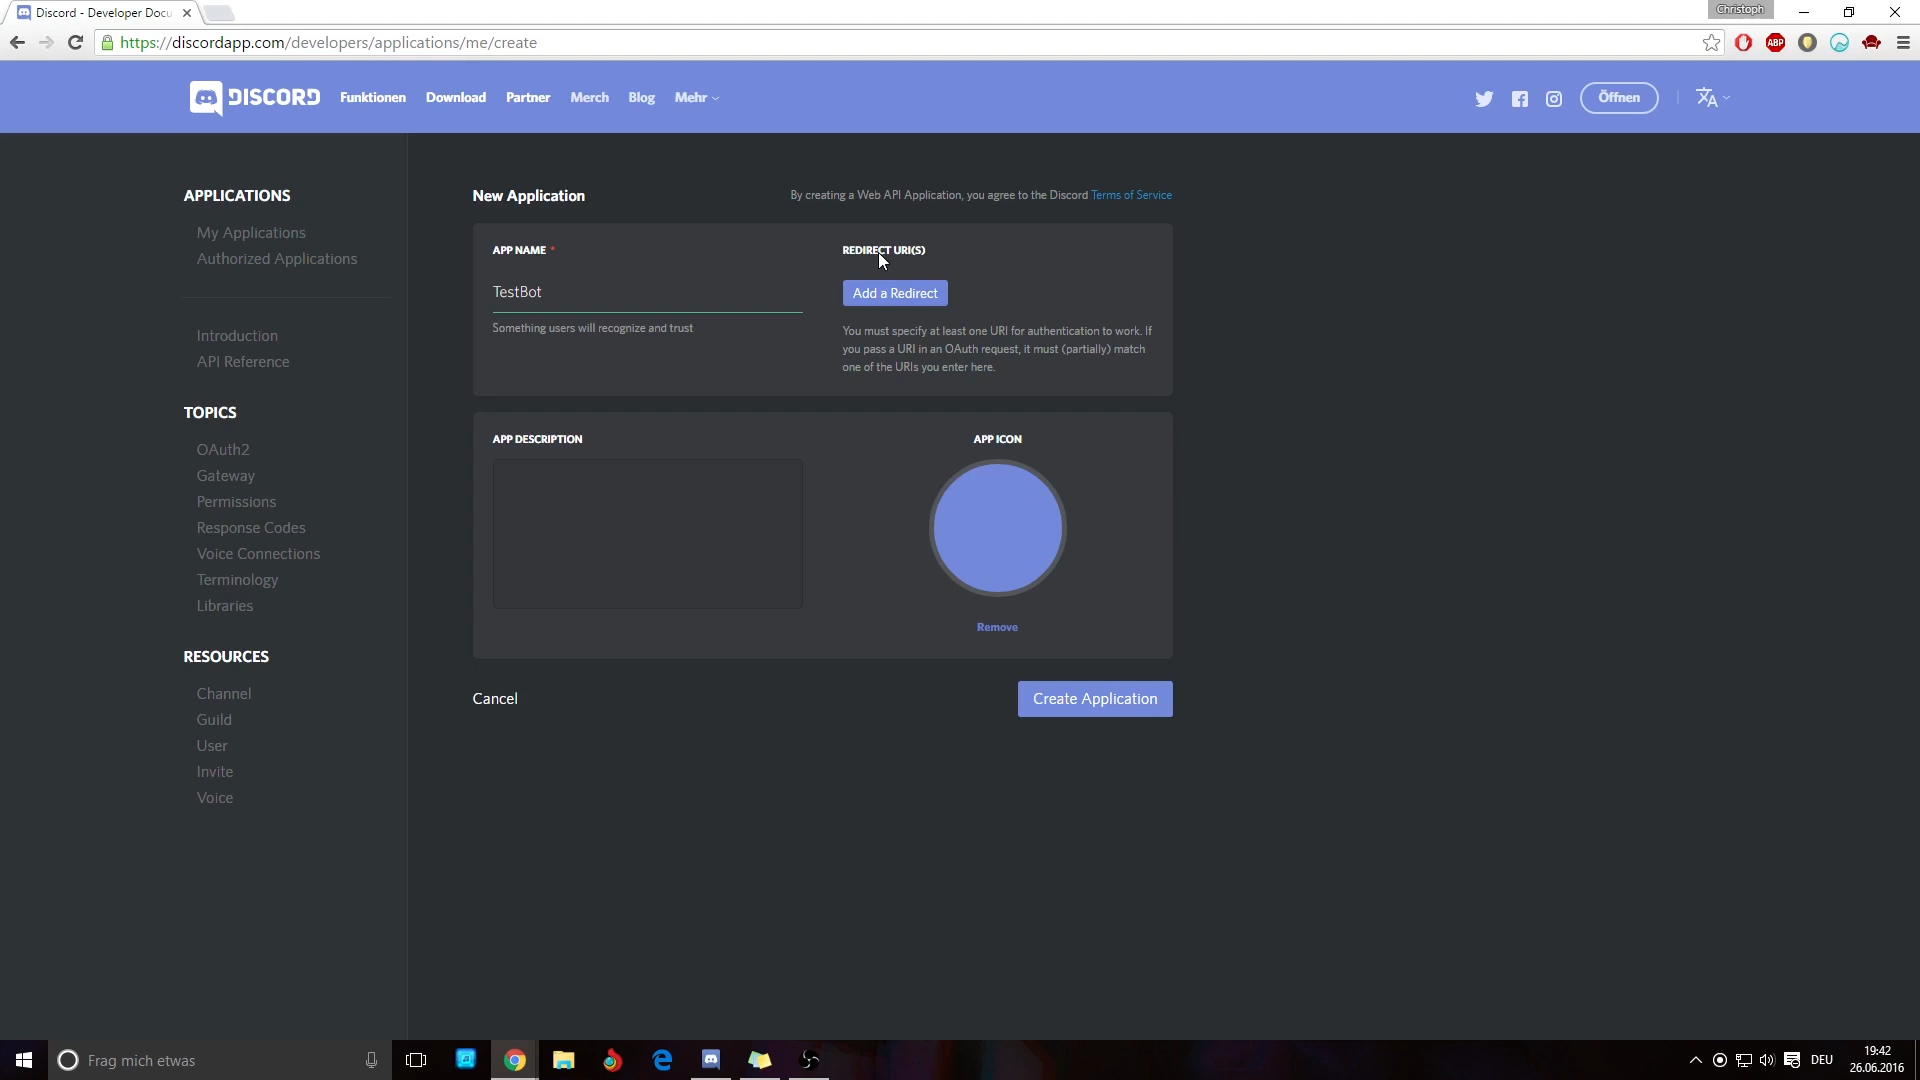 Discord - Developer Docu
Christoph
https://discordapp.com/developers/applications/me/create
ABP
DISCORD Funktionen Download Partner Merch Blog Mehr Öffnen
APPLICATIONS
My Applications
Authorized Applications
Introduction
API Reference
TOPICS
OAuth2
Gateway
Permissions
Response Codes
Voice Connections
Terminology
Libraries
RESOURCES
Channel
Guild
User
Invite
Voice
New Application
By creating a Web API Application, you agree to the Discord Terms of Service
APP NAME *
TestBot
Something users will recognize and trust
REDIRECT URI(S)
Add a Redirect
You must specify at least one URI for authentication to work. If
you pass a URI in an OAuth request, it must (partially) match
one of the URIs you enter here.
APP DESCRIPTION
APP ICON
Remove
Cancel
Create Application
Frag mich etwas
DEU
19:42
26.06.2016